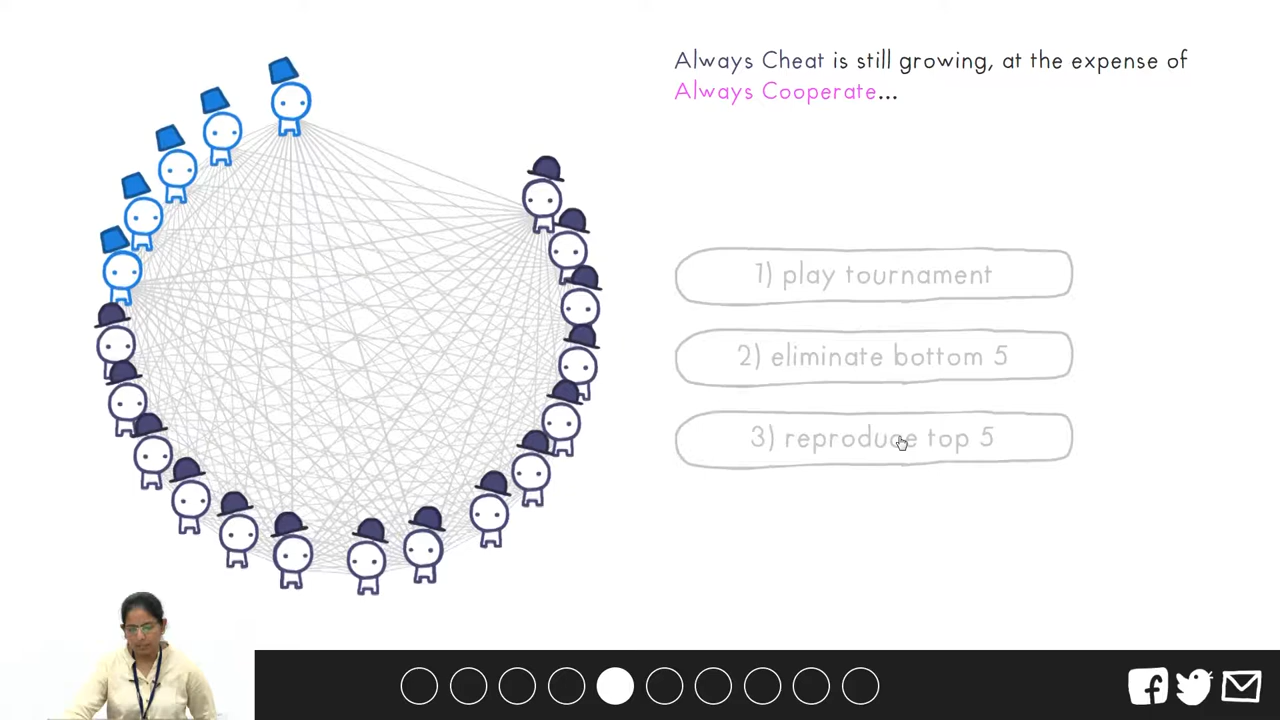 Always Cheat is still growing, at the expense of
Always Cooperate...
1) play tournament
2) eliminate bottom 5
3) reproduce top 5